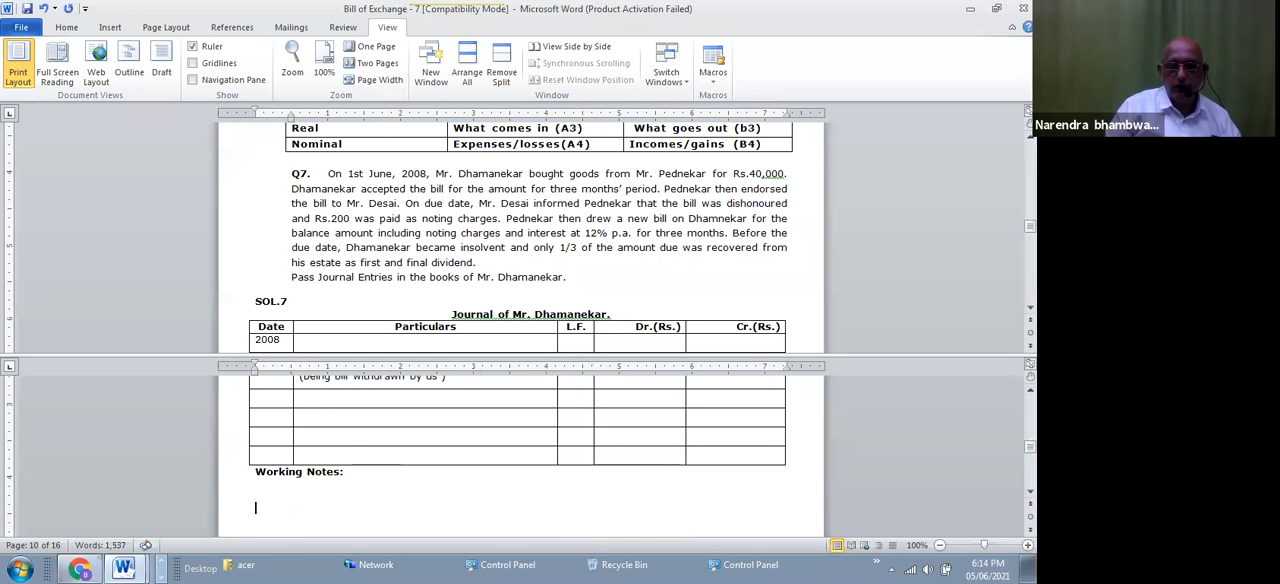 Bill of Exchange - 7 [Compatibility Mode] - Microsoft Word (Product Activation Failed)
File Home Insert Page Layout References Mailings Review View
Print Layout Full Screen Reading Web Layout Outline Draft
Document Views
Ruler
Gridlines
Navigation Pane
Show
Zoom 100%
One Page
Two Pages
Page Width
Zoom
New Window Arrange All Remove Split
View Side by Side
Synchronous Scrolling
Reset Window Position
Window
Switch Windows
Macros
Macros
Narendra bhambwa...
Real What comes in (A3) What goes out (b3)
Nominal Expenses/losses(A4) Incomes/gains (B4)
Q7. On 1st June, 2008, Mr. Dhamanekar bought goods from Mr. Pednekar for Rs.40,000.
Dhamanekar accepted the bill for the amount for three months' period. Pednekar then endorsed
the bill to Mr. Desai. On due date, Mr. Desai informed Pednekar that the bill was dishonoured
and Rs.200 was paid as noting charges. Pednekar then drew a new bill on Dhamnekar for the
balance amount including noting charges and interest at 12% p.a. for three months. Before the
due date, Dhamanekar became insolvent and only 1/3 of the amount due was recovered from
his estate as first and final dividend.
Pass Journal Entries in the books of Mr. Dhamanekar.
SOL.7
Journal of Mr. Dhamanekar.
Date Particulars L.F. Dr.(Rs.) Cr.(Rs.)
2008
(being bill withdrawn by us )
Working Notes:
Page: 10 of 16 Words: 1,537 100%
Desktop acer Network Control Panel Recycle Bin Control Panel
6:14 PM
05/06/2021